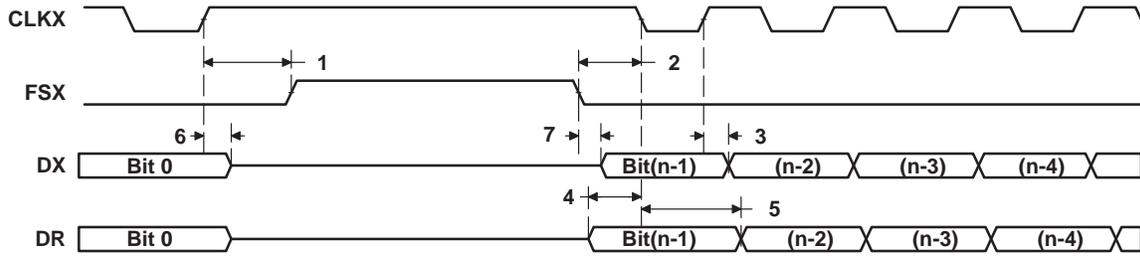 CLKX
1 2
FSX
6 7 3
DX Bit 0 Bit(n-1) (n-2) (n-3) (n-4)
4 5
DR Bit 0 Bit(n-1) (n-2) (n-3) (n-4)